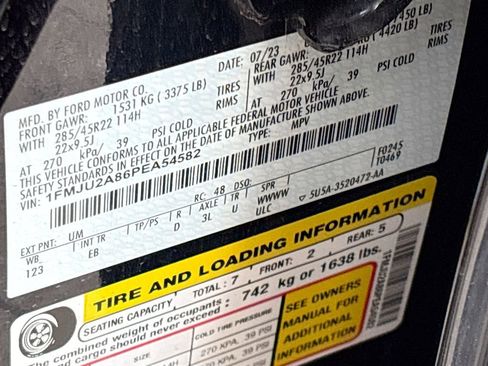 MFD. BY FORD MOTOR CO.
07/23
FRONT GAWR: 1531 KG (3375 LB)
REAR GAWR: (4420 LB)
WITH 285/45R22 114H TIRES
WITH 285/45R22 114H TIRES
22x9.5J RIMS
22x9.5J RIMS
AT 270 kPa/ 39 PSI COLD
AT 270 kPa/ 39 PSI COLD
THIS VEHICLE CONFORMS TO ALL APPLICABLE FEDERAL MOTOR VEHICLE
SAFETY STANDARDS IN EFFECT ON THE DATE OF MANUFACTURE SHOWN ABOVE.
VIN: 1FMJU2A86PEA54582
TYPE: MPV
F0245
T0469
EXT PNT: UM RC: 48 DSO:
WB INT TR TP/PS R AXLE TR SPR
123 EB D 3L U WWWW
ULC 5U5A-3520472-AA
TIRE AND LOADING INFORMATION
SEATING CAPACITY TOTAL: 7 FRONT: 2 REAR: 5
The combined weight of occupants
and cargo should never exceed: 742 kg or 1638 lbs.
SIZE COLD TIRE PRESSURE
270 KPA, 39 PSI
270 KPA, 39 PSI
SEE OWNERS
MANUAL FOR
ADDITIONAL
INFORMATION